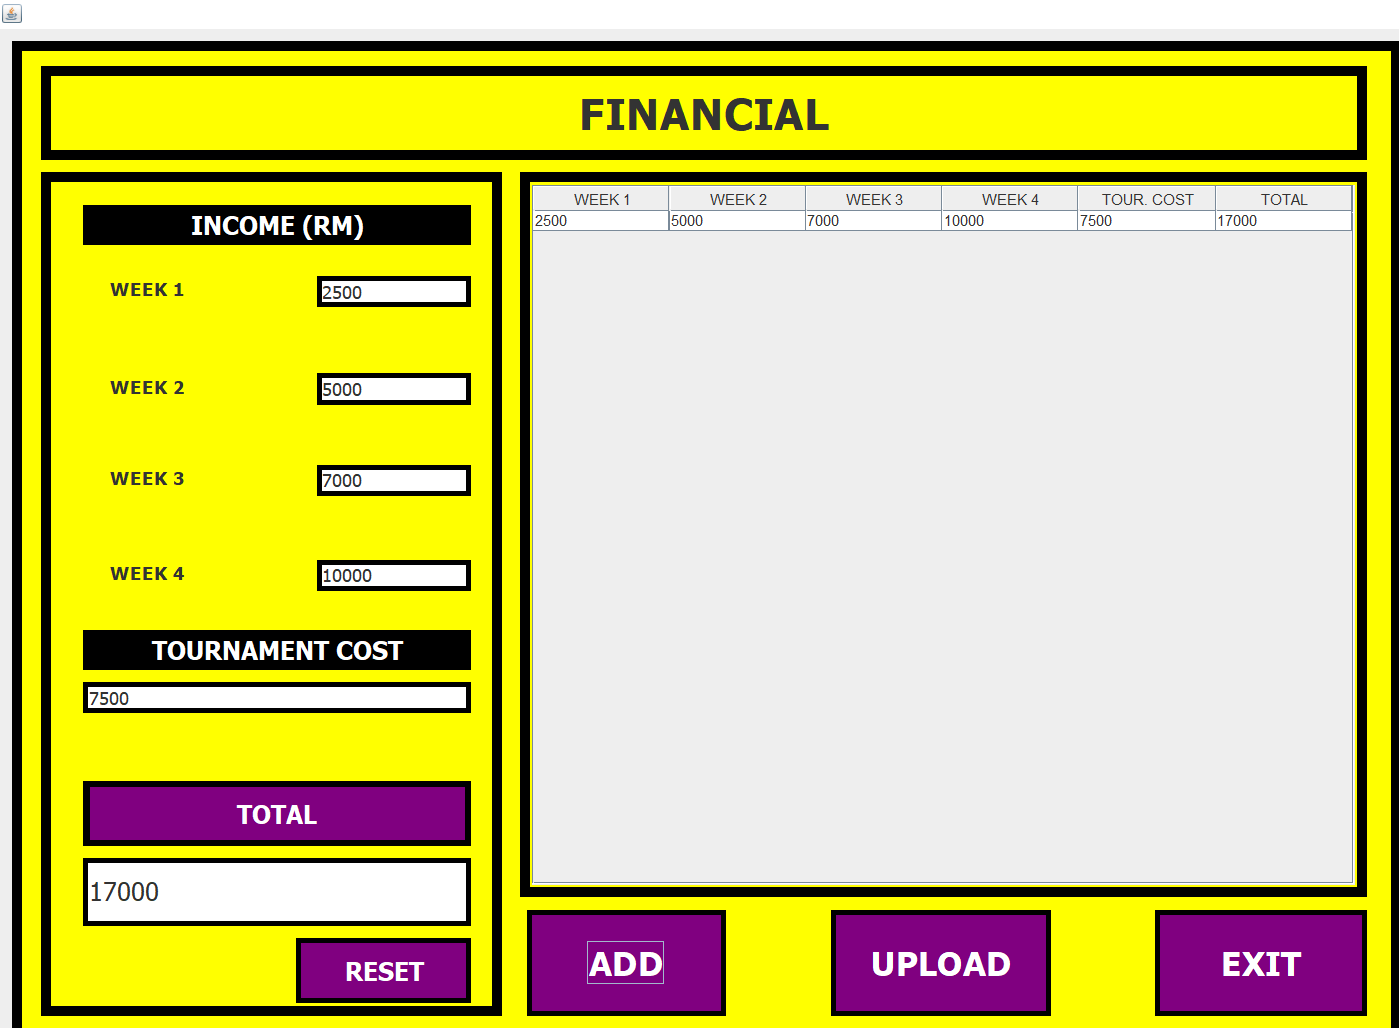 FINANCIAL
INCOME (RM)
WEEK 1 2500
WEEK 2 5000
WEEK 3 7000
WEEK 4 10000
TOURNAMENT COST
7500
TOTAL
17000
RESET
WEEK 1 WEEK 2 WEEK 3 WEEK 4 TOUR. COST TOTAL
2500 5000 7000 10000 7500 17000
ADD UPLOAD EXIT